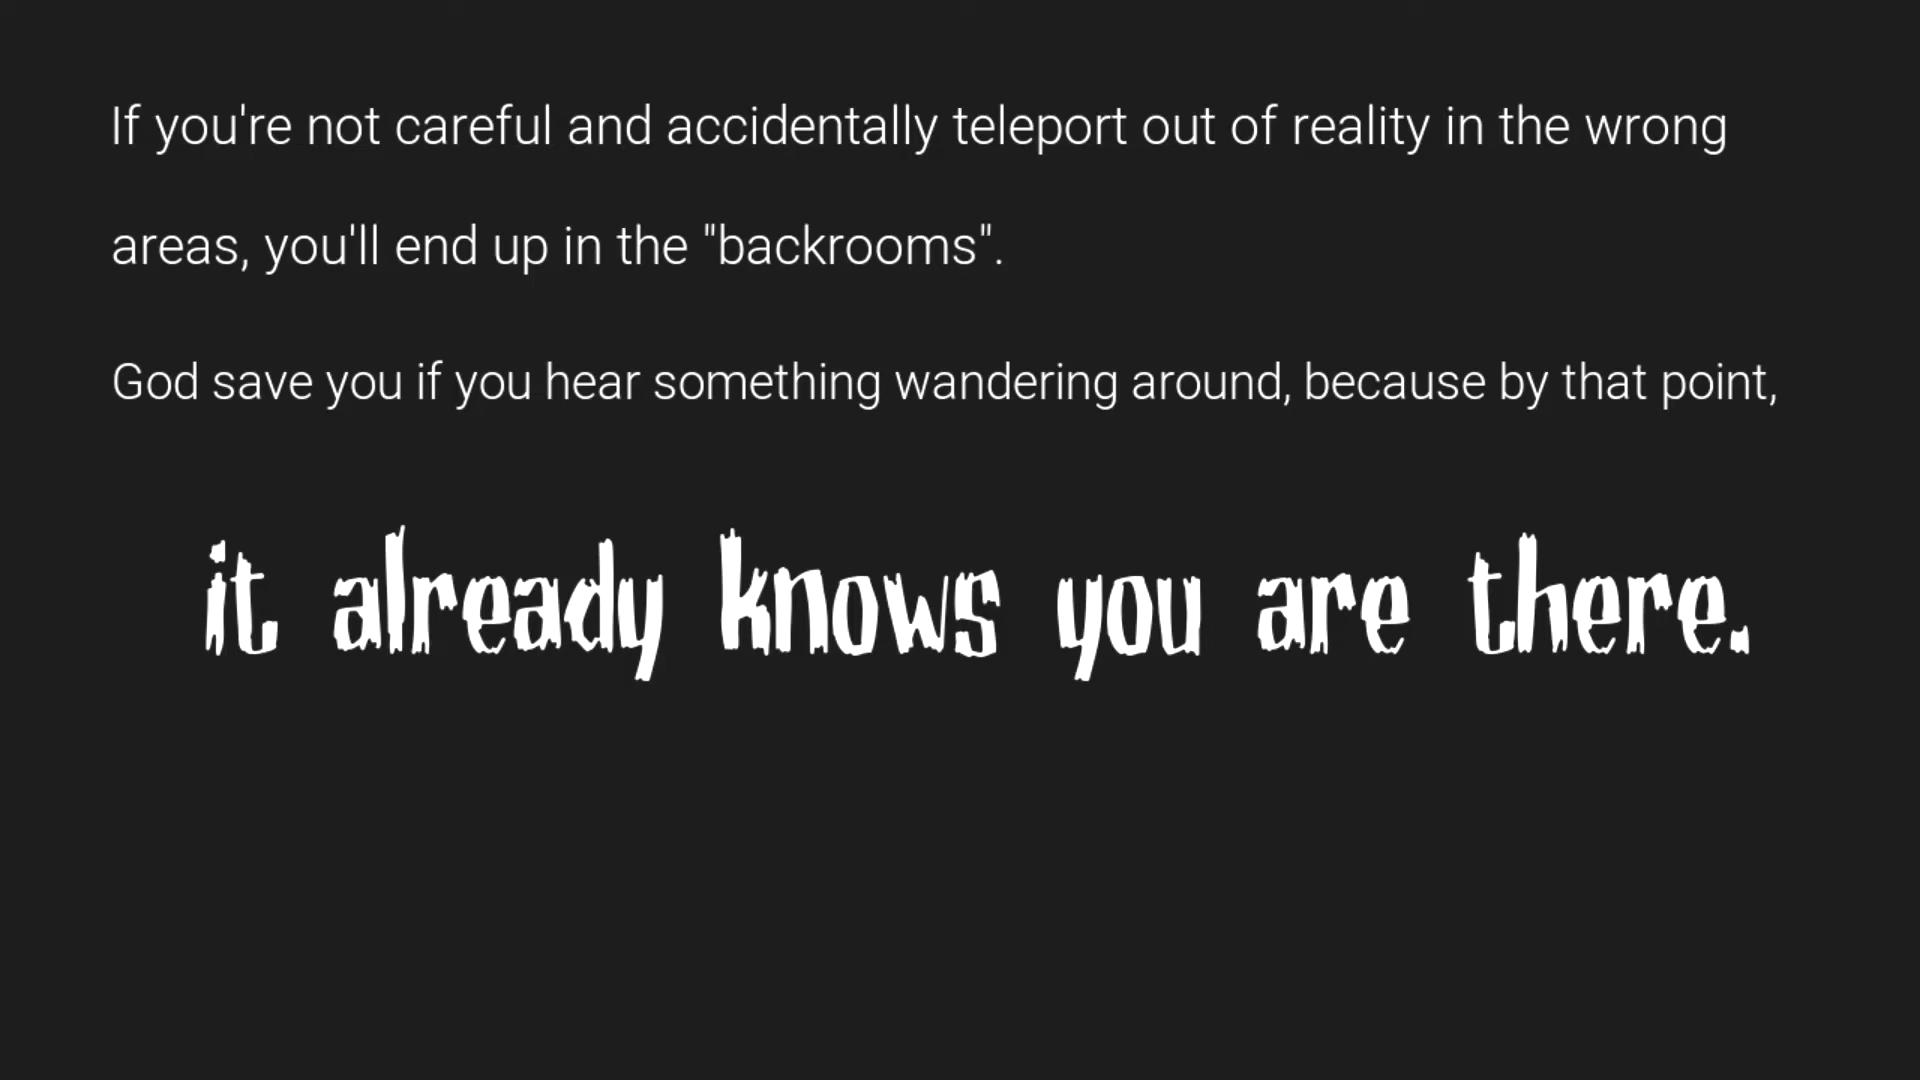 If you're not careful and accidentally teleport out of reality in the wrong
areas, you'll end up in the "backrooms".
God save you if you hear something wandering around, because by that point,
it already knows you are there.